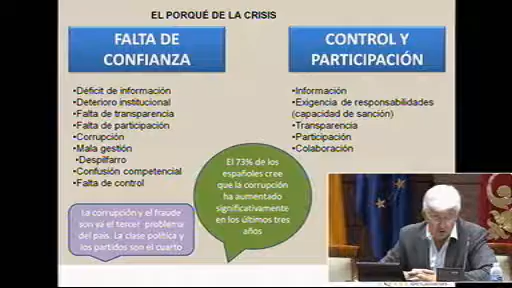 EL PORQUÉ DE LA CRISIS
FALTA DE
CONFIANZA
•Déficit de información
•Deterioro institucional
•Falta de transparencia
•Falta de participación
•Corrupción
•Mala gestión
•Despilfarro
•Confusión competencial
•Falta de control
La corrupción y el fraude
son ya el tercer problema
del país. La clase política y
los partidos son el cuarto
El 73% de los
españoles cree
que la corrupción
ha aumentado
significativamente
en los últimos tres
años
CONTROL Y
PARTICIPACIÓN
•Información
•Exigencia de responsabilidades
(capacidad de sanción)
•Transparencia
•Participación
•Colaboración